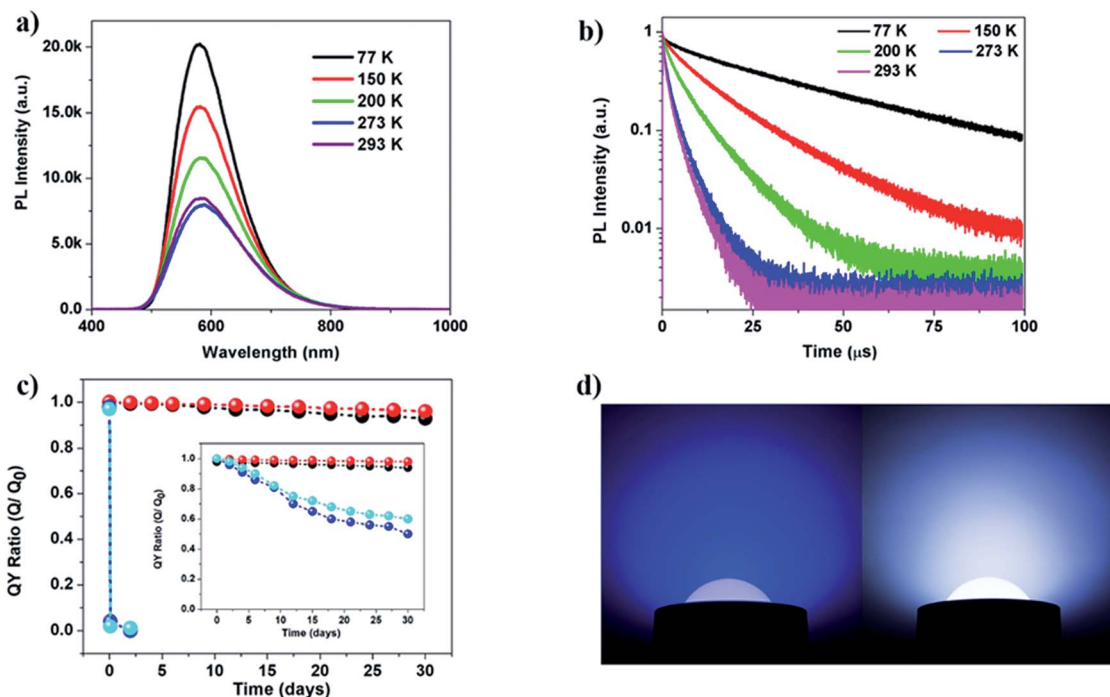 a)
20.0k
15.0k
10.0k
5.0k
0.0
PL Intensity (a.u.)
77 K
150 K
200 K
273 K
293 K
400
600
800
1000
Wavelength (nm)
b)
1
0.1
0.01
PL Intensity (a.u.)
77 K 150 K
200 K 273 K
293 K
0 25 50 75 100
Time (μs)
c)
1.0
0.8
0.6
0.4
0.2
0.0
QY Ratio (Q/ Q0)
0 5 10 15 20 25 30
Time (days)
1.0
0.8
0.6
0.4
0.2
0.0
QY Ratio (Q/ Q0)
0 5 10 15 20 25 30
Time (days)
d)